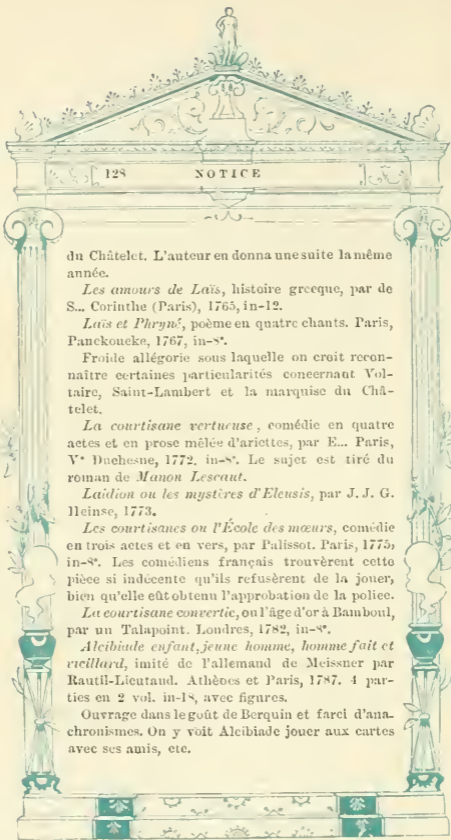 128 NOTICE
du Châtelet. L'auteur en donna une suite la même
année.
Les amours de Laïs, histoire grecque, par de
S... Corinthe (Paris), 1765, in-12.
Laïs et Phryné, poème en quatre chants. Paris,
Panckoucke, 1767, in-8°.
Froide allégorie sous laquelle on croit recon-
naître certaines particularités concernant Vol-
taire, Saint-Lambert et la marquise du Châ-
telet.
La courtisane vertueuse, comédie en quatre
actes et en prose mêlée d'ariettes, par E... Paris,
Vᵉ Duchesne, 1772. in-8°. Le sujet est tiré du
roman de Manon Lescaut.
Laidion ou les mystères d'Eleusis, par J. J. G.
Heinse, 1773.
Les courtisanes ou l'École des mœurs, comédie
en trois actes et en vers, par Palissot. Paris, 1775,
in-8°. Les comédiens français trouvèrent cette
pièce si indécente qu'ils refusèrent de la jouer,
bien qu'elle eût obtenu l'approbation de la police.
La courtisane convertie, ou l'âge d'or à Bamboul,
par un Talapoint. Londres, 1782, in-8°.
Alcibiade enfant, jeune homme, homme fait et
vieillard, imité de l'allemand de Meissner par
Rautil-Lieutaud. Athènes et Paris, 1787. 4 par-
ties en 2 vol. in-18, avec figures.
Ouvrage dans le goût de Berquin et farci d'ana-
chronismes. On y voit Alcibiade jouer aux cartes
avec ses amis, etc.